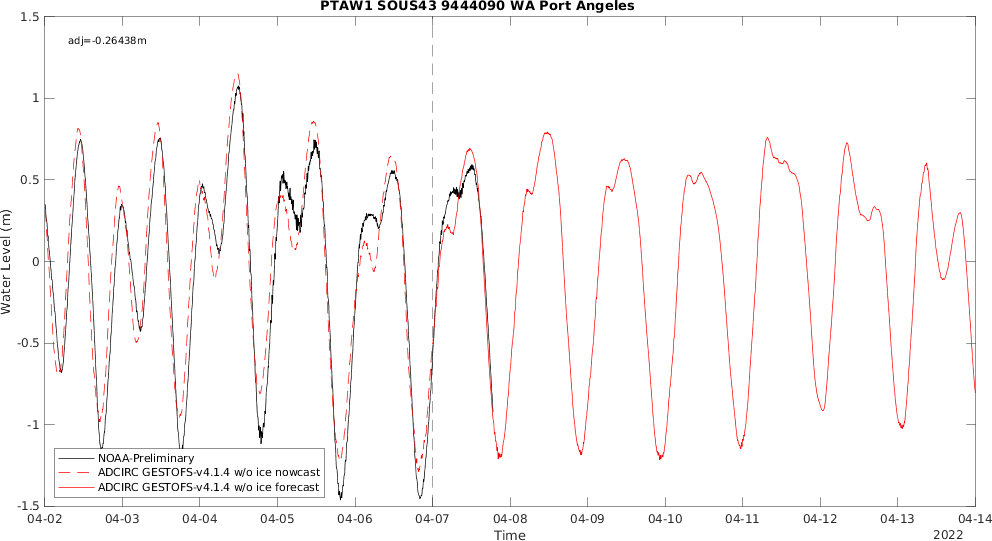 PTAW1 SOUS43 9444090 WA Port Angeles
adj=-0.26438m
1.5
1
0.5
0
-0.5
-1
-1.5
Water Level (m)
NOAA-Preliminary
ADCIRC GESTOFS-v4.1.4 w/o ice nowcast
ADCIRC GESTOFS-v4.1.4 w/o ice forecast
04-02 04-03 04-04 04-05 04-06 04-07 04-08 04-09 04-10 04-11 04-12 04-13 04-14
Time
2022